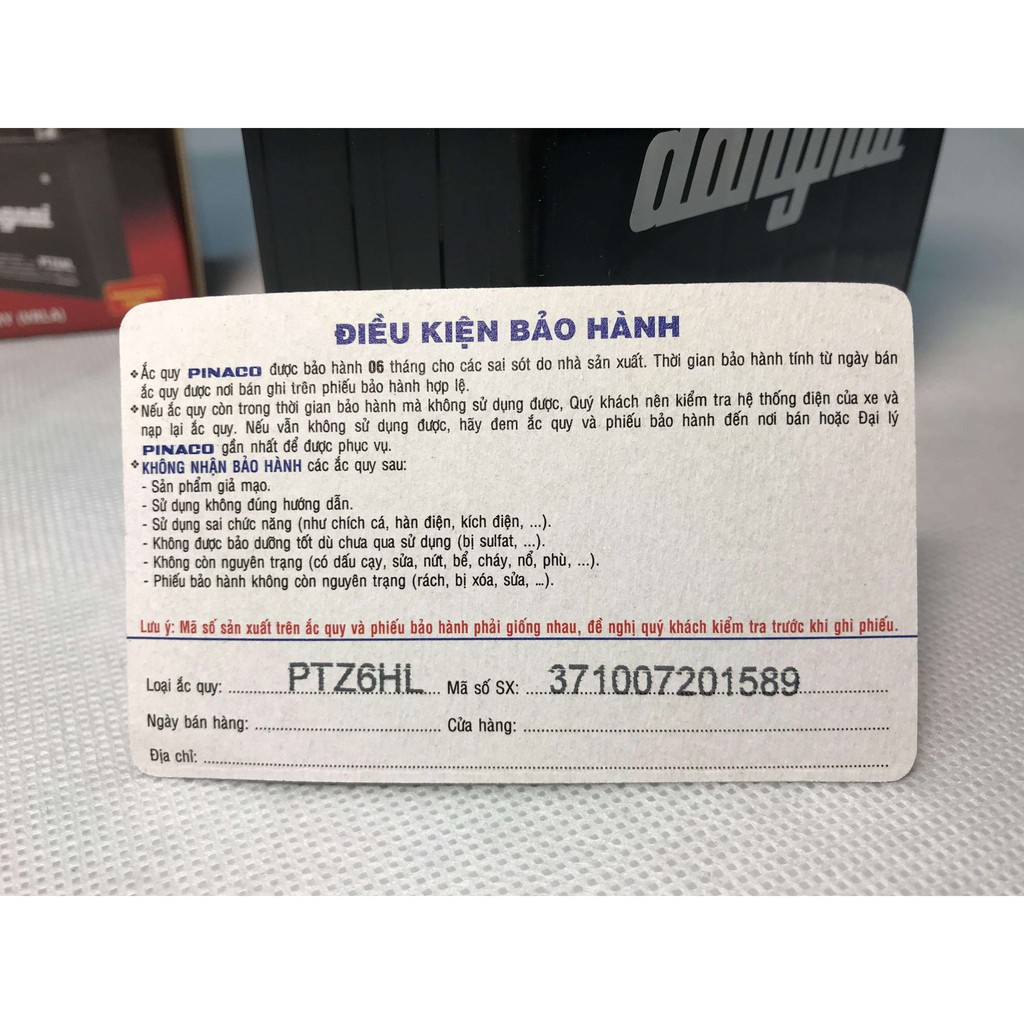 dongnai
gnai
(VRLA)
ĐIỀU KIỆN BẢO HÀNH
❖Ắc quy PINACO được bảo hành 06 tháng cho các sai sót do nhà sản xuất. Thời gian bảo hành tính từ ngày bán
ắc quy được nơi bán ghi trên phiếu bảo hành hợp lệ.
❖Nếu ắc quy còn trong thời gian bảo hành mà không sử dụng được, Quý khách nên kiểm tra hệ thống điện của xe và
nạp lại ắc quy. Nếu vẫn không sử dụng được, hãy đem ắc quy và phiếu bảo hành đến nơi bán hoặc Đại lý
PINACO gần nhất để được phục vụ.
❖KHÔNG NHẬN BẢO HÀNH các ắc quy sau:
- Sản phẩm giả mạo.
- Sử dụng không đúng hướng dẫn.
- Sử dụng sai chức năng (như chích cá, hàn điện, kích điện, ...).
- Không được bảo dưỡng tốt dù chưa qua sử dụng (bị sulfat, ...).
- Không còn nguyên trạng (có dấu cạy, sửa, nứt, bể, cháy, nổ, phù, ...).
- Phiếu bảo hành không còn nguyên trạng (rách, bị xóa, sửa, ...).
Lưu ý: Mã số sản xuất trên ắc quy và phiếu bảo hành phải giống nhau, đề nghị quý khách kiểm tra trước khi ghi phiếu.
Loại ắc quy: PTZ6HL Mã số SX: 371007201589
Ngày bán hàng: Cửa hàng:
Địa chỉ: